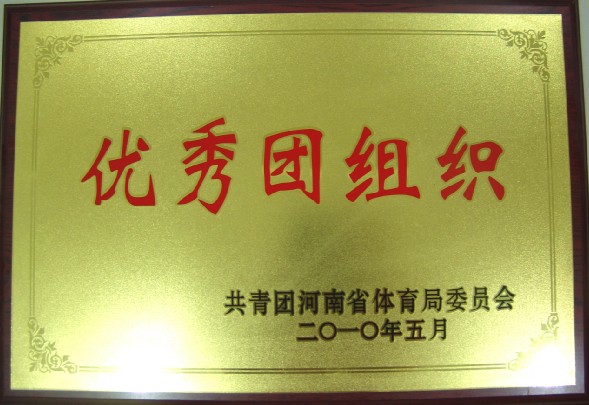 优秀团组织
共青团河南省体育局委员会
二〇一〇年五月